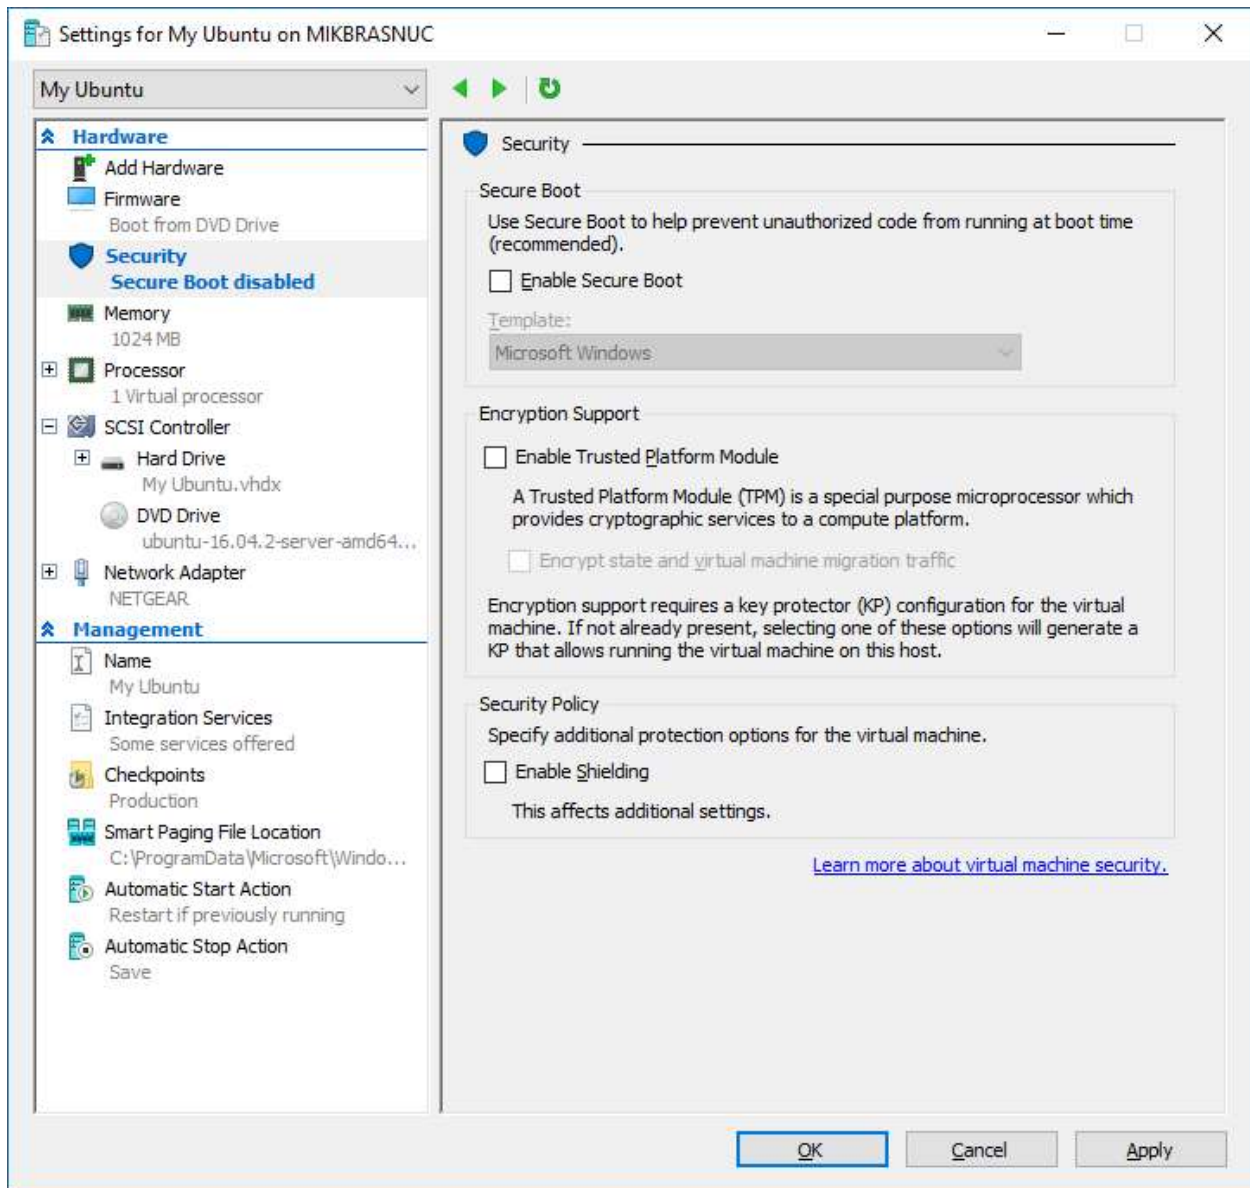 Settings for My Ubuntu on MIKBRASNUC
My Ubuntu
Hardware
Add Hardware
Firmware
Boot from DVD Drive
Security
Secure Boot disabled
Memory
1024 MB
Processor
1 Virtual processor
SCSI Controller
Hard Drive
My Ubuntu.vhdx
DVD Drive
ubuntu-16.04.2-server-amd64...
Network Adapter
NETGEAR
Management
Name
My Ubuntu
Integration Services
Some services offered
Checkpoints
Production
Smart Paging File Location
C:\ProgramData\Microsoft\Windo...
Automatic Start Action
Restart if previously running
Automatic Stop Action
Save
Security
Secure Boot
Use Secure Boot to help prevent unauthorized code from running at boot time
(recommended).
Enable Secure Boot
Template:
Microsoft Windows
Encryption Support
Enable Trusted Platform Module
A Trusted Platform Module (TPM) is a special purpose microprocessor which
provides cryptographic services to a compute platform.
Encrypt state and virtual machine migration traffic
Encryption support requires a key protector (KP) configuration for the virtual
machine. If not already present, selecting one of these options will generate a
KP that allows running the virtual machine on this host.
Security Policy
Specify additional protection options for the virtual machine.
Enable Shielding
This affects additional settings.
Learn more about virtual machine security.
OK
Cancel
Apply